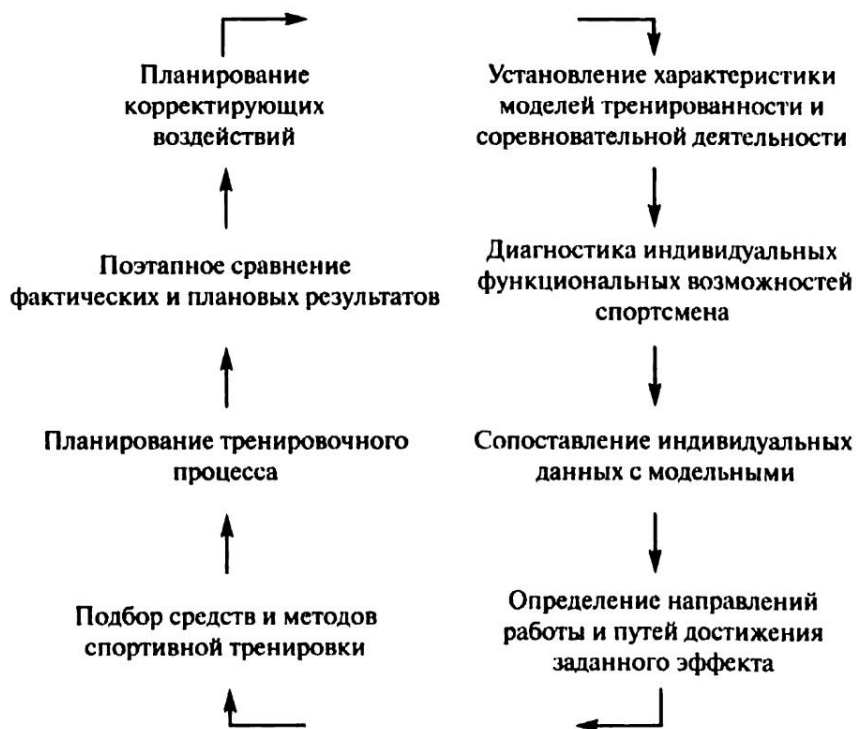 Планирование
корректирующих
воздействий
Поэтапное сравнение
фактических и плановых результатов
Планирование тренировочного
процесса
Подбор средств и методов
спортивной тренировки
Установление характеристики
моделей тренированности и
соревновательной деятельности
Диагностика индивидуальных
функциональных возможностей
спортсмена
Сопоставление индивидуальных
данных с модельными
Определение направлений
работы и путей достижения
заданного эффекта